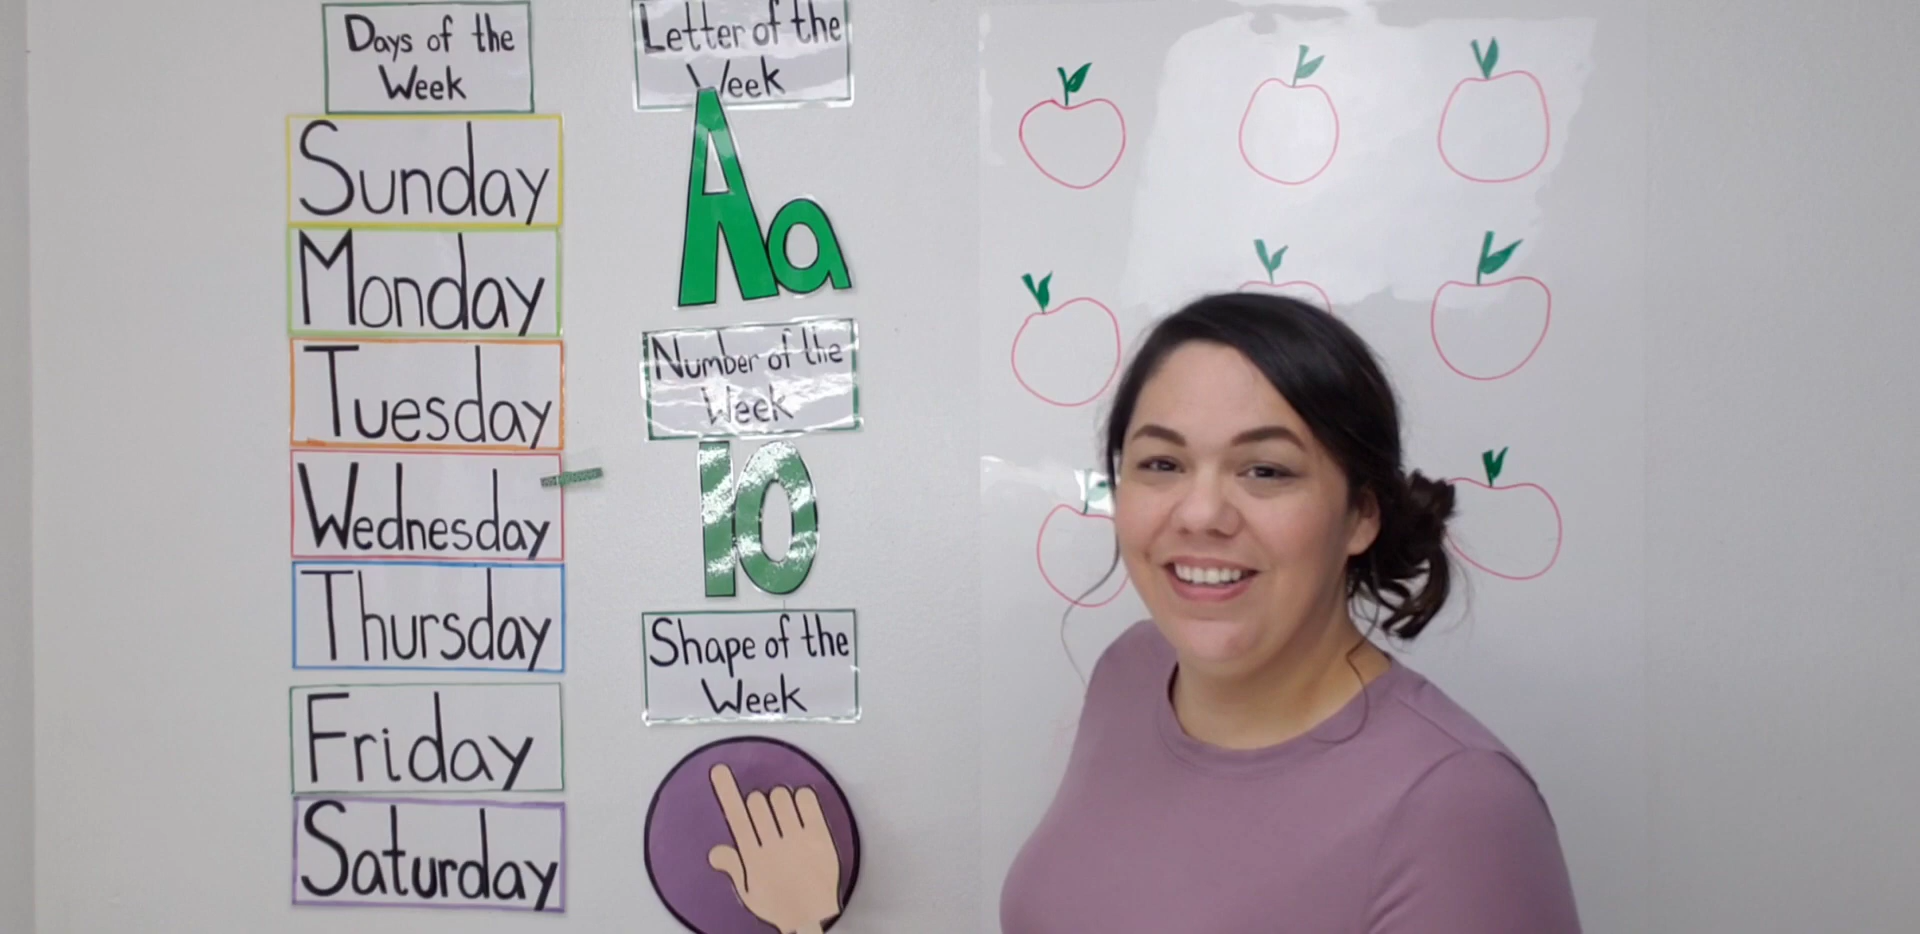 Days of the
Week
Sunday
Monday
Tuesday
Wednesday
Thursday
Friday
Saturday
Letter of the
Week
Aa
Number of the
Week
10
Shape of the
Week